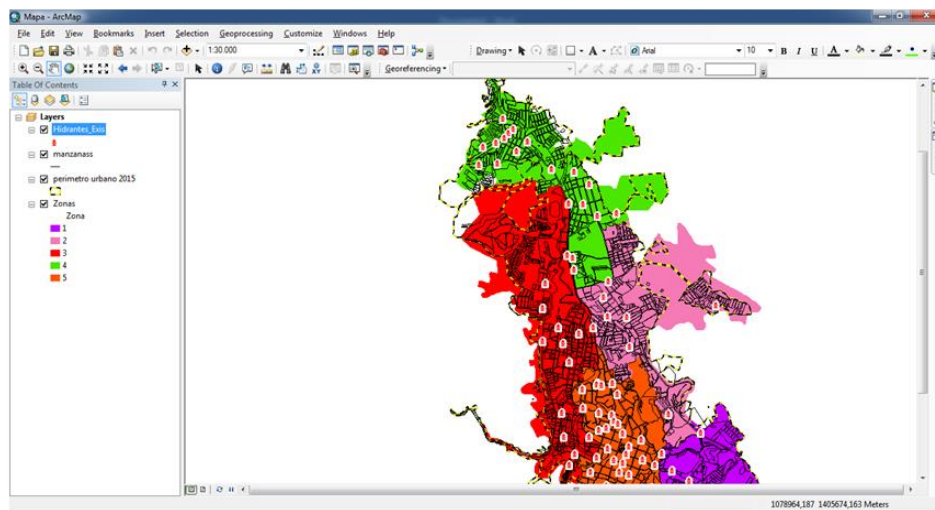 Mapa - ArcMap
File Edit View Bookmarks Insert Selection Geoprocessing Customize Windows Help
1:30.000
Drawing
A
Arial
10
B I U A
Georeferencing
Table Of Contents
Layers
Hidrantes_Exis
manzanass
perimetro urbano 2015
Zonas
Zona
1
2
3
4
5
1078964,187 1405674,163 Meters